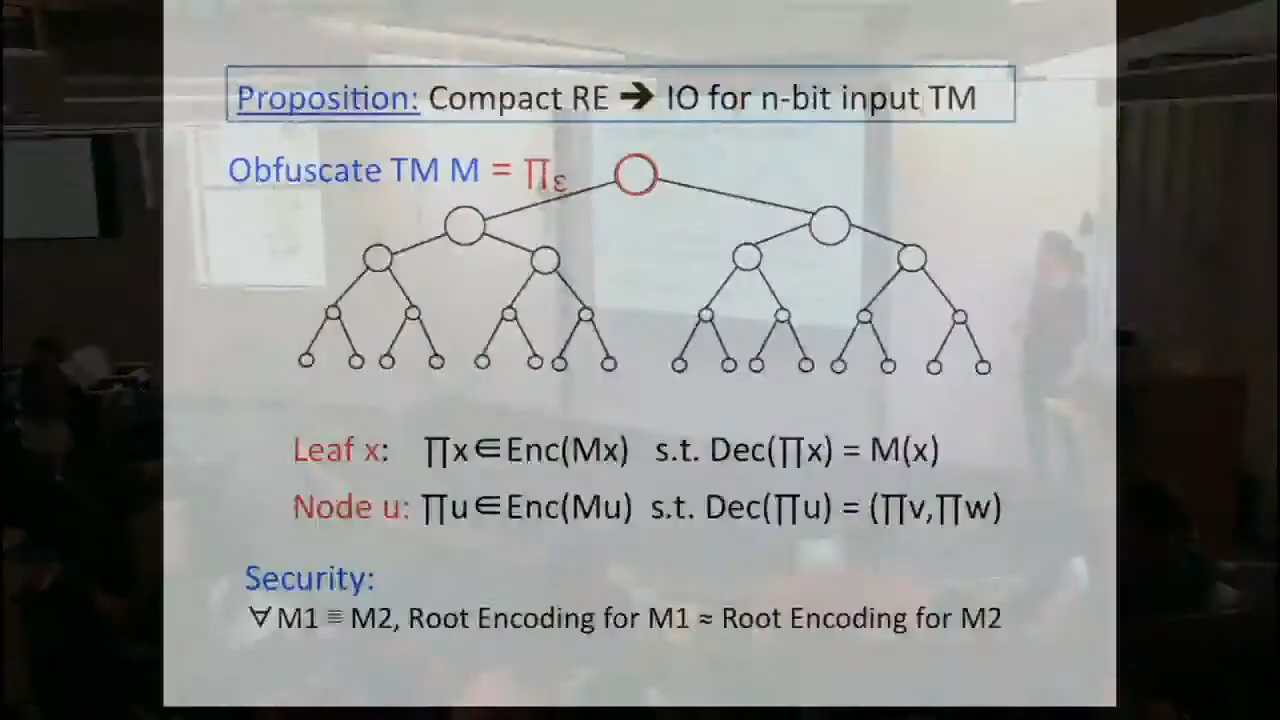 Proposition: Compact RE ➔ IO for n-bit input TM
Obfuscate TM M = ∏ε
Leaf x: ∏x∈Enc(Mx) s.t. Dec(∏x) = M(x)
Node u: ∏u∈Enc(Mu) s.t. Dec(∏u) = (∏v,∏w)
Security:
∀ M1 ≡ M2, Root Encoding for M1 ≈ Root Encoding for M2